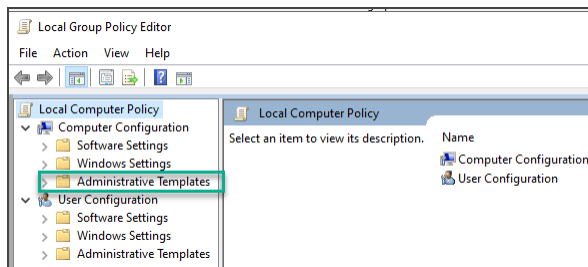 Local Group Policy Editor
File Action View Help
Local Computer Policy
Computer Configuration
Software Settings
Windows Settings
Administrative Templates
User Configuration
Software Settings
Windows Settings
Administrative Templates
Local Computer Policy
Select an item to view its description.
Name
Computer Configuration
User Configuration